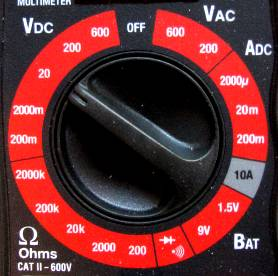 MULTIMETER
VDC
OFF
VAC
ADC
600
200
20
2000m
200m
600
200
2000µ
20m
200m
10A
1.5V
9V
BAT
2000k
200k
20k
2000
200
Ω
Ohms
CAT II – 600V